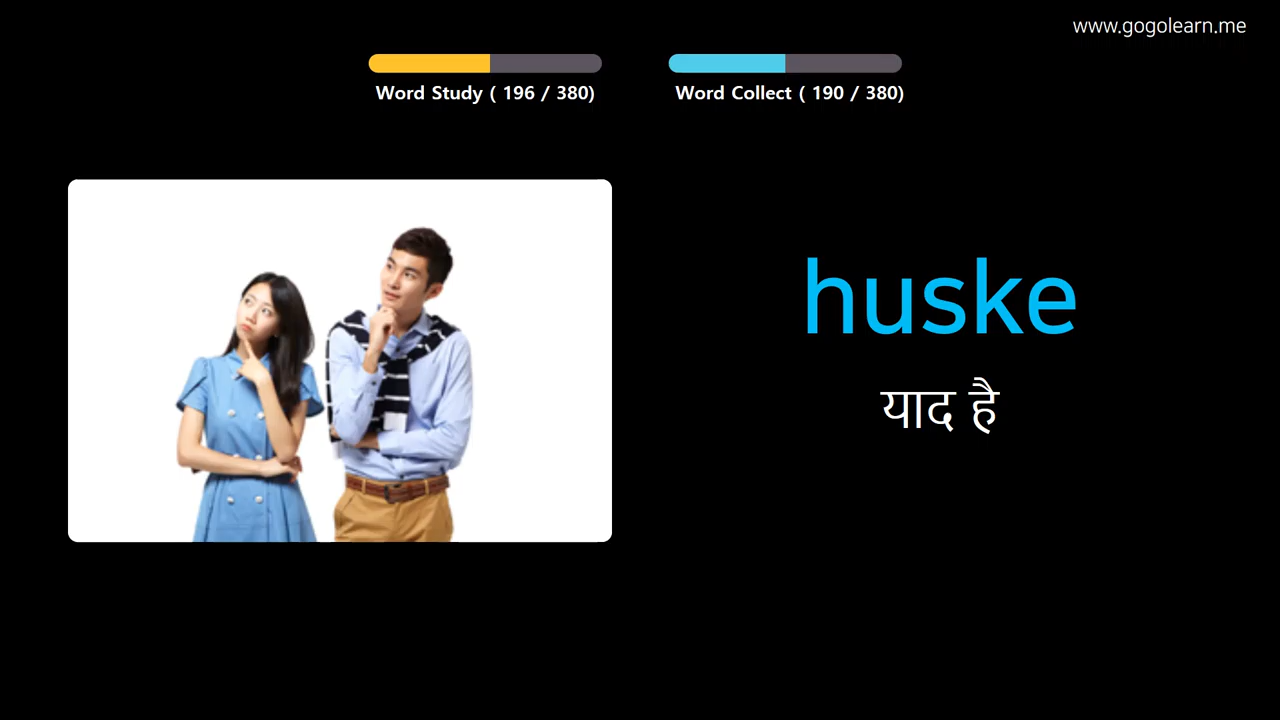 www.gogolearn.me
Word Study ( 196 / 380)
Word Collect ( 190 / 380)
huske
याद है